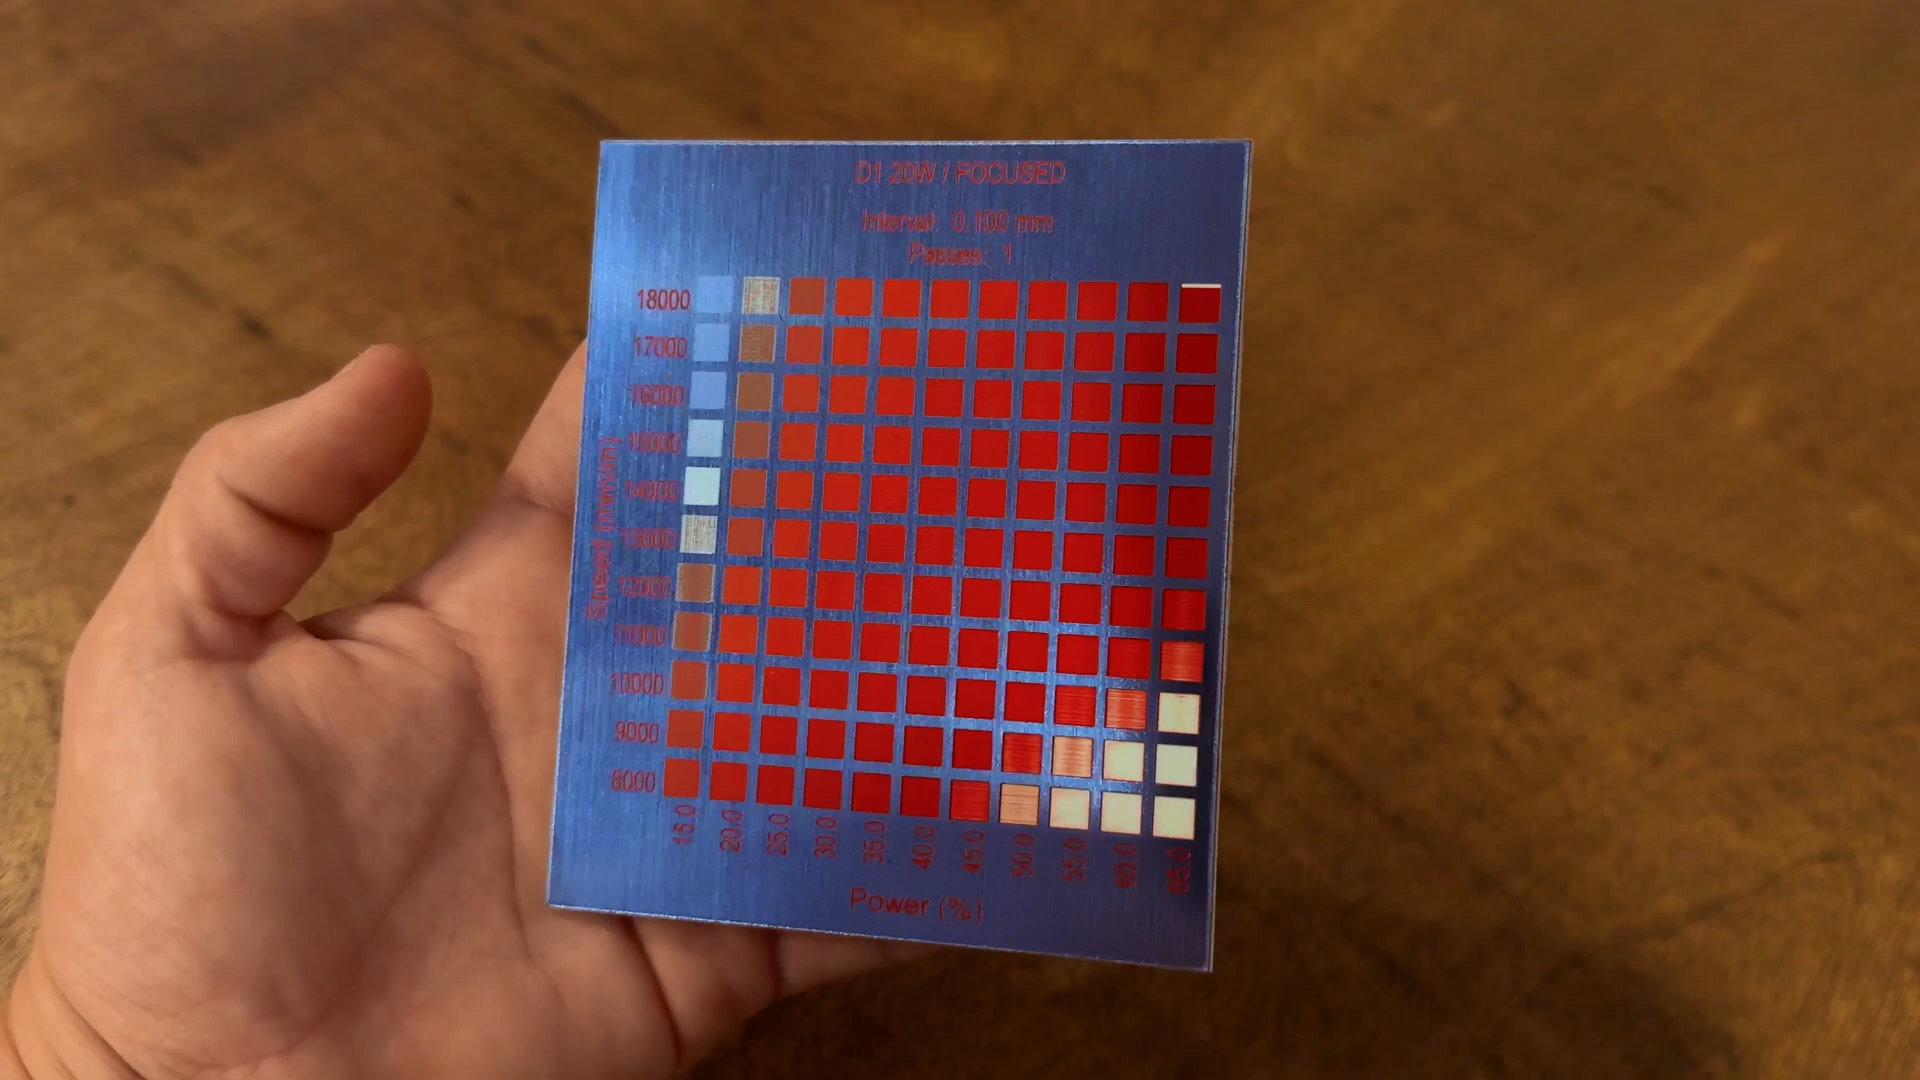 D1 20W / FOCUSED
Interval: 0.100 mm
Passes: 1
Speed (mm/m)
18000
17000
16000
15000
14000
13000
12000
11000
10000
9000
8000
15.0 20.0 25.0 30.0 35.0 40.0 45.0 50.0 55.0 60.0 65.0
Power (%)